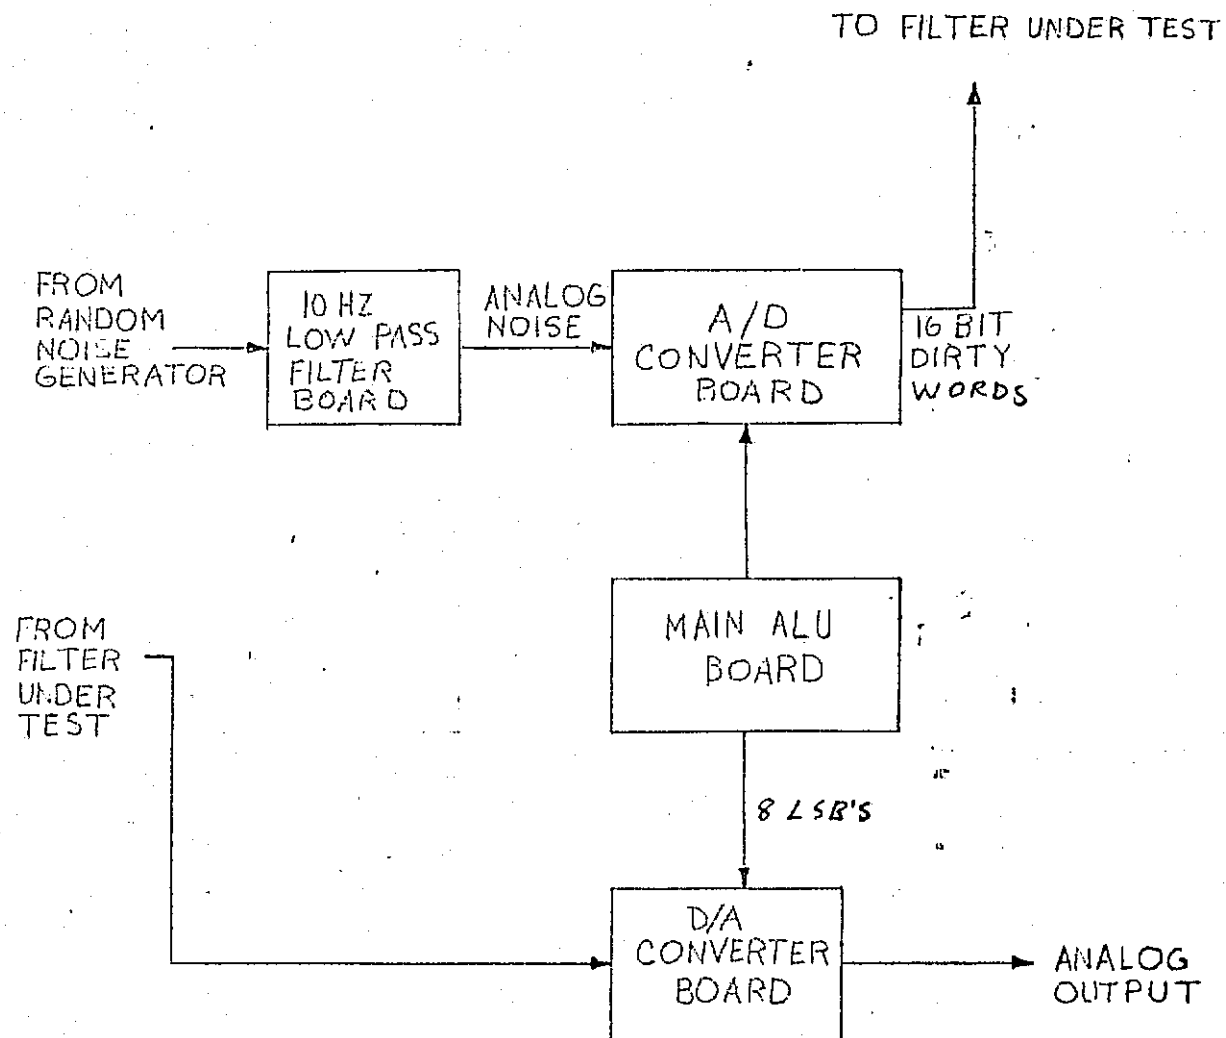 TO FILTER UNDER TEST
FROM
RANDOM
NOISE
GENERATOR
10 HZ
LOW PASS
FILTER
BOARD
ANALOG
NOISE
A/D
CONVERTER
BOARD
16 BIT
DIRTY
WORDS
MAIN ALU
BOARD
FROM
FILTER
UNDER
TEST
8 LSB'S
D/A
CONVERTER
BOARD
ANALOG
OUTPUT